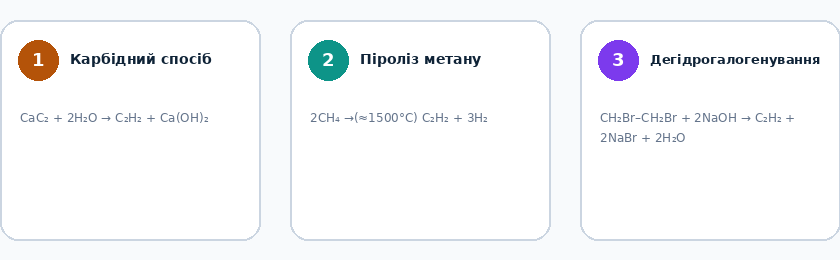 1 Карбідний спосіб
CaC₂ + 2H₂O → C₂H₂ + Ca(OH)₂
2 Піроліз метану
2CH₄ →(≈1500°C) C₂H₂ + 3H₂
3 Дегідрогалогенування
CH₂Br–CH₂Br + 2NaOH → C₂H₂ +
2NaBr + 2H₂O